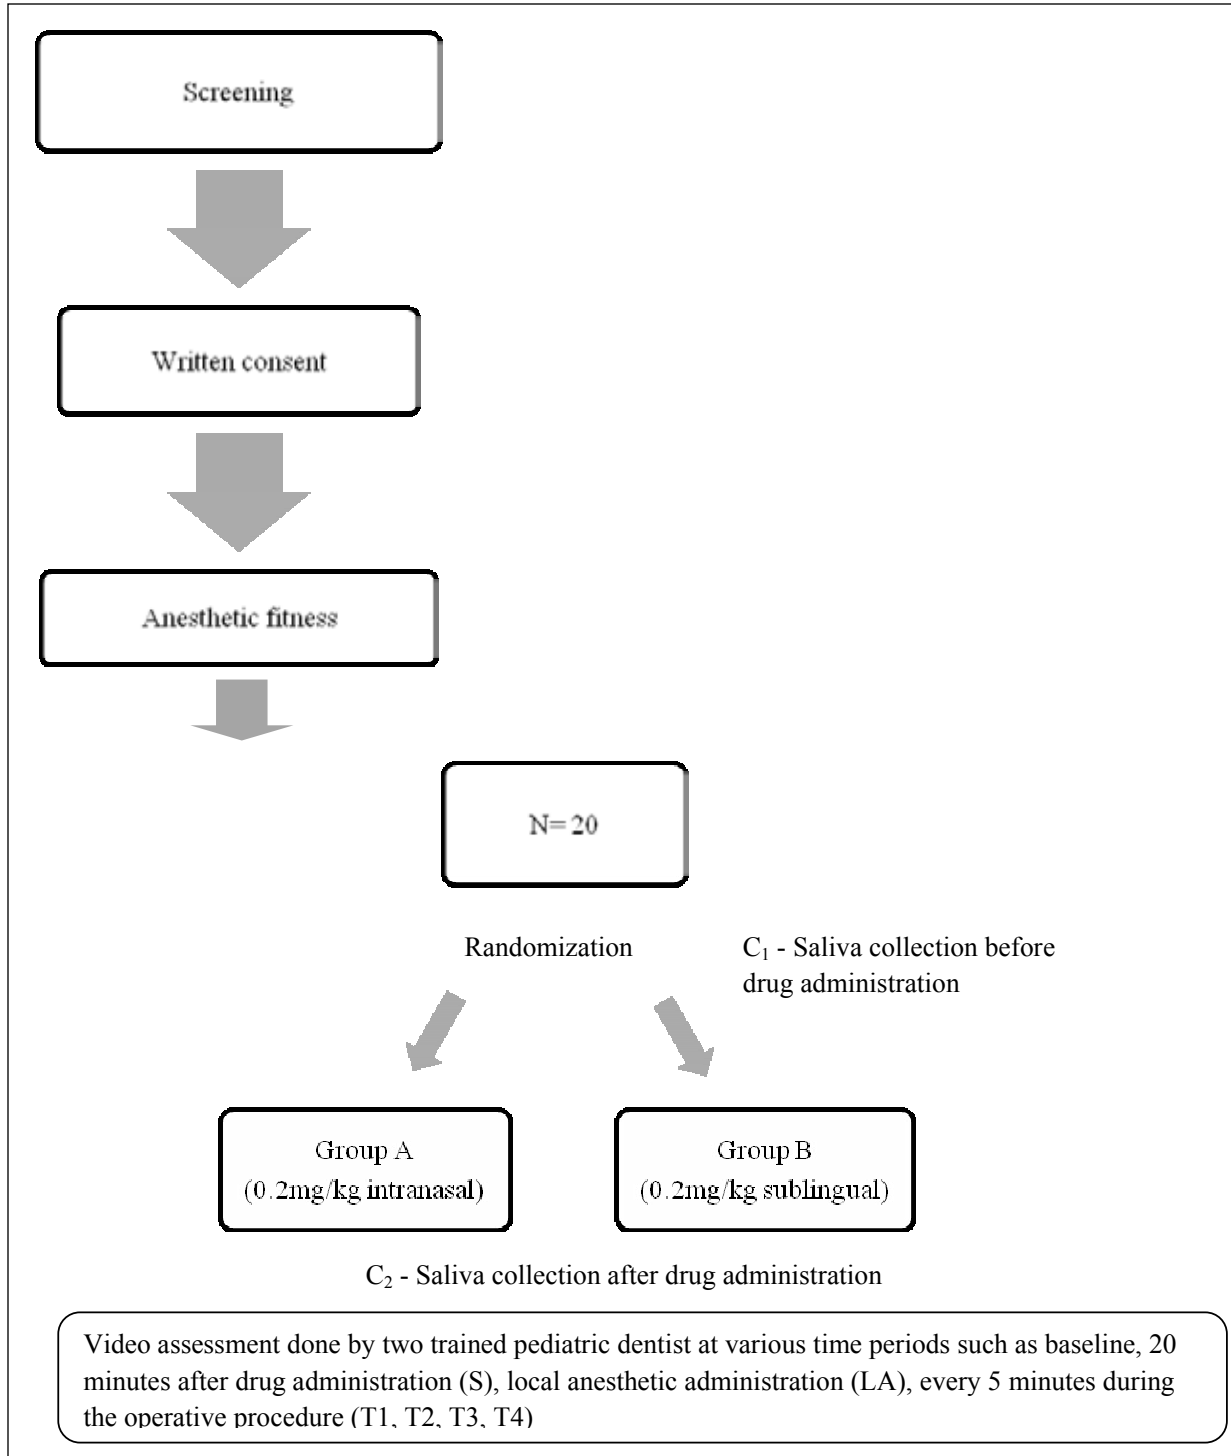 Screening
Written consent
Anesthetic fitness
N= 20
Randomization
C₁ - Saliva collection before
drug administration
Group A
(0.2mg/kg intranasal)
Group B
(0.2mg/kg sublingual)
C₂ - Saliva collection after drug administration
Video assessment done by two trained pediatric dentist at various time periods such as baseline, 20
minutes after drug administration (S), local anesthetic administration (LA), every 5 minutes during
the operative procedure (T1, T2, T3, T4)